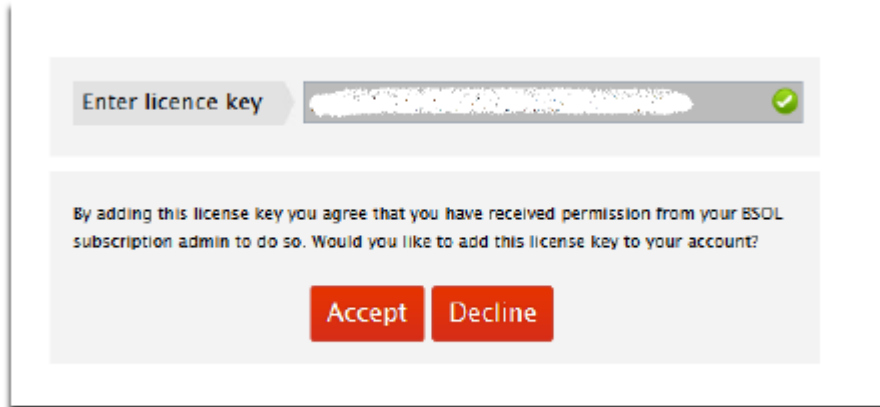 Enter licence key
By adding this license key you agree that you have received permission from your BSOL
subscription admin to do so. Would you like to add this license key to your account?
Accept Decline